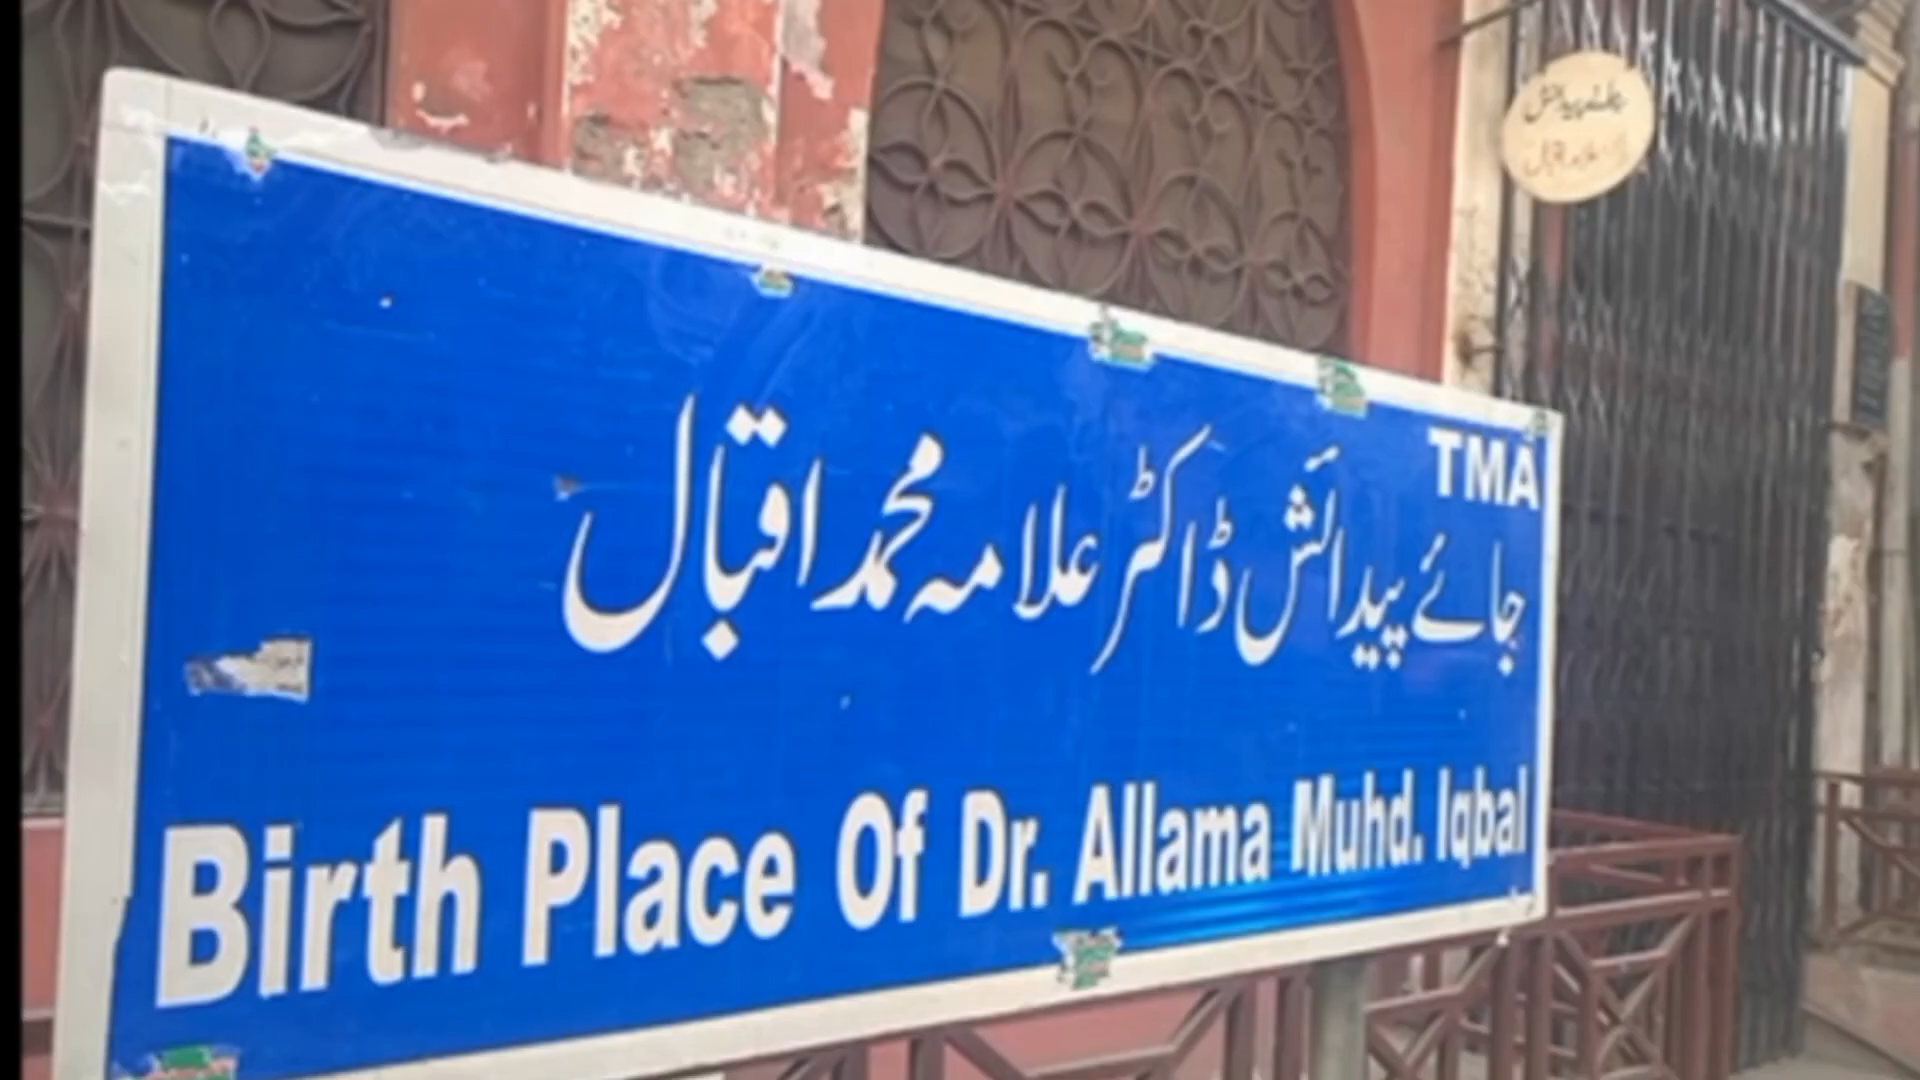 TMA
جائے پیدائش ڈاکٹر علامہ محمد اقبال
Birth Place Of Dr. Allama Muhd. Iqbal